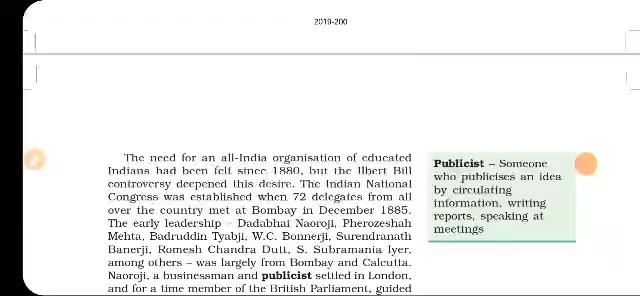 2019-200
The need for an all-India organisation of educated
Indians had been felt since 1880, but the Ilbert Bill
controversy deepened this desire. The Indian National
Congress was established when 72 delegates from all
over the country met at Bombay in December 1885.
The early leadership – Dadabhai Naoroji, Pherozeshah
Mehta, Badruddin Tyabji, W.C. Bonnerji, Surendranath
Banerji, Romesh Chandra Dutt, S. Subramania Iyer,
among others – was largely from Bombay and Calcutta.
Naoroji, a businessman and publicist settled in London,
and for a time member of the British Parliament, guided
Publicist – Someone
who publicises an idea
by circulating
information, writing
reports, speaking at
meetings